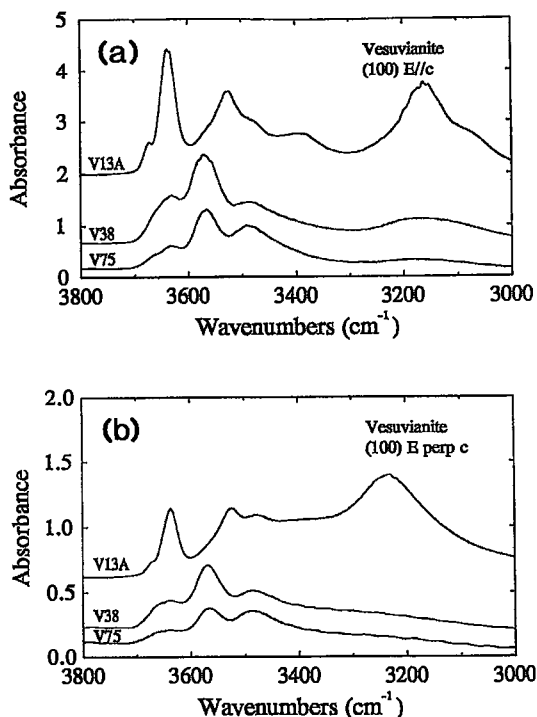 (a)
Vesuvianite
(100) E//c
5
4
3
2
1
0
Absorbance
V13A
V38
V75
3800
3600
3400
3200
3000
Wavenumbers (cm-1)
(b)
Vesuvianite
(100) E perp c
2.0
1.5
1.0
0.5
0.0
Absorbance
V13A
V38
V75
3800
3600
3400
3200
3000
Wavenumbers (cm-1)